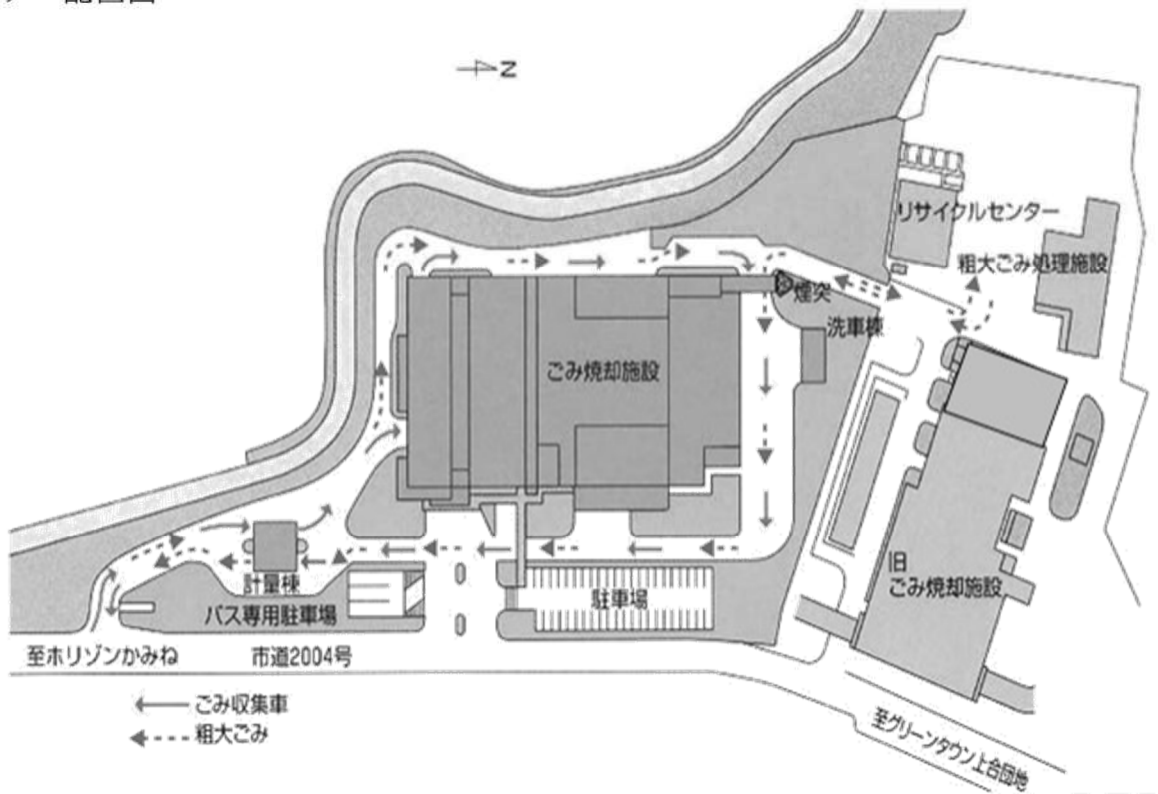 N
リサイクルセンター
粗大ごみ処理施設
煙突
洗車棟
ごみ焼却施設
計量棟
バス専用駐車場
駐車場
旧
ごみ焼却施設
至ホリゾンかみね
市道2004号
ごみ収集車
粗大ごみ
至グリーンタウン上合団地